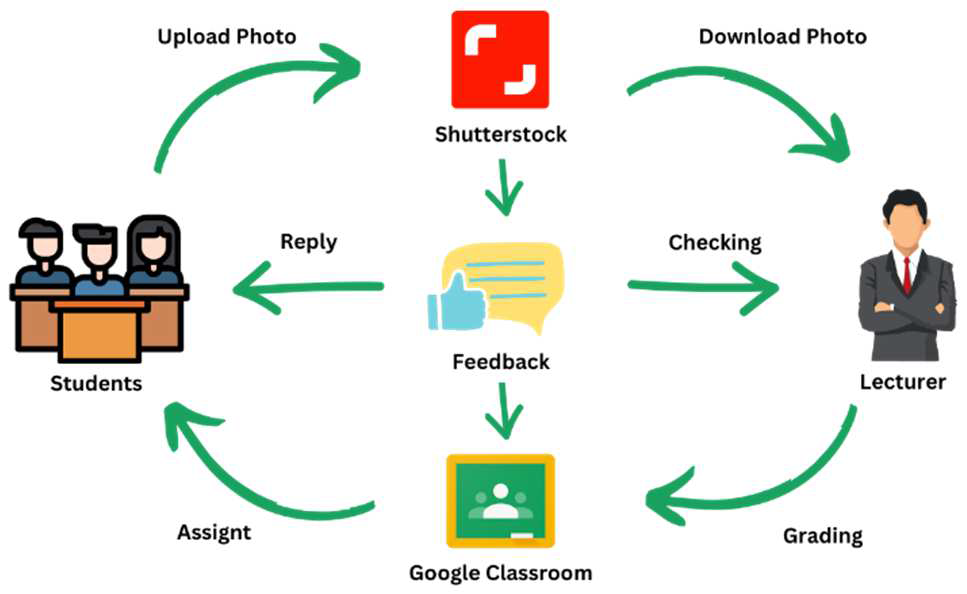 Upload Photo
Download Photo
Shutterstock
Reply
Checking
Feedback
Students
Lecturer
Assignt
Grading
Google Classroom